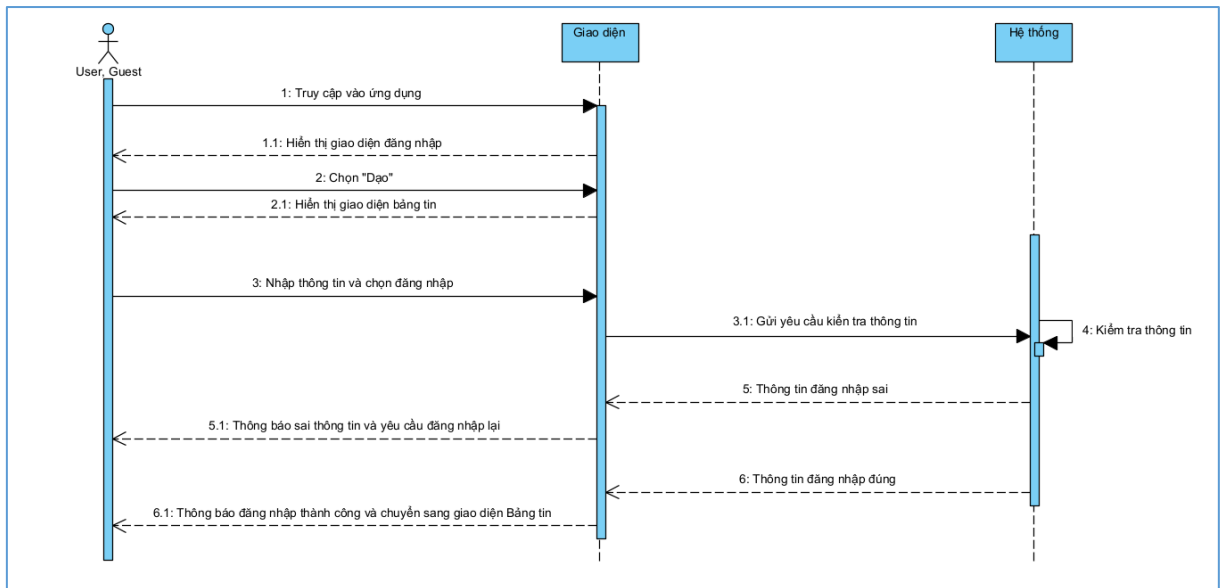 Giao diện
Hệ thống
User, Guest
1: Truy cập vào ứng dụng
1.1: Hiển thị giao diện đăng nhập
2: Chọn "Dạo"
2.1: Hiển thị giao diện bảng tin
3: Nhập thông tin và chọn đăng nhập
3.1: Gửi yêu cầu kiển tra thông tin
4: Kiểm tra thông tin
5: Thông tin đăng nhập sai
5.1: Thông báo sai thông tin và yêu cầu đăng nhập lại
6: Thông tin đăng nhập đúng
6.1: Thông báo đăng nhập thành công và chuyển sang giao diện Bảng tin